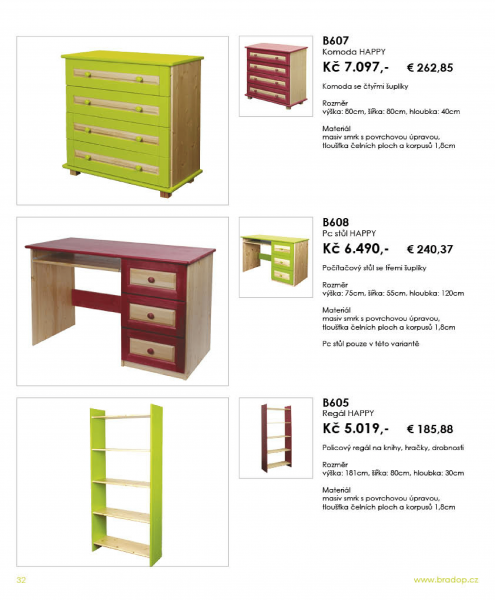 B607
Komoda HAPPY
Kč 7.097,- € 262,85
Komoda se čtyřmi šuplíky
Rozměr
výška: 80cm, šířka: 80cm, hloubka: 40cm
Materiál
masiv smrk s povrchovou úpravou,
tloušťka čelních ploch a korpusů 1,8cm
B608
Pc stůl HAPPY
Kč 6.490,- € 240,37
Počítačový stůl se třemi šuplíky
Rozměr
výška: 75cm, šířka: 55cm, hloubka: 120cm
Materiál
masiv smrk s povrchovou úpravou,
tloušťka čelních ploch a korpusů 1,8cm
Pc stůl pouze v této variantě
B605
Regál HAPPY
Kč 5.019,- € 185,88
Policový regál na knihy, hračky, drobnosti
Rozměr
výška: 181cm, šířka: 80cm, hloubka: 30cm
Materiál
masiv smrk s povrchovou úpravou,
tloušťka čelních ploch a korpusů 1,8cm
32
www.bradop.cz